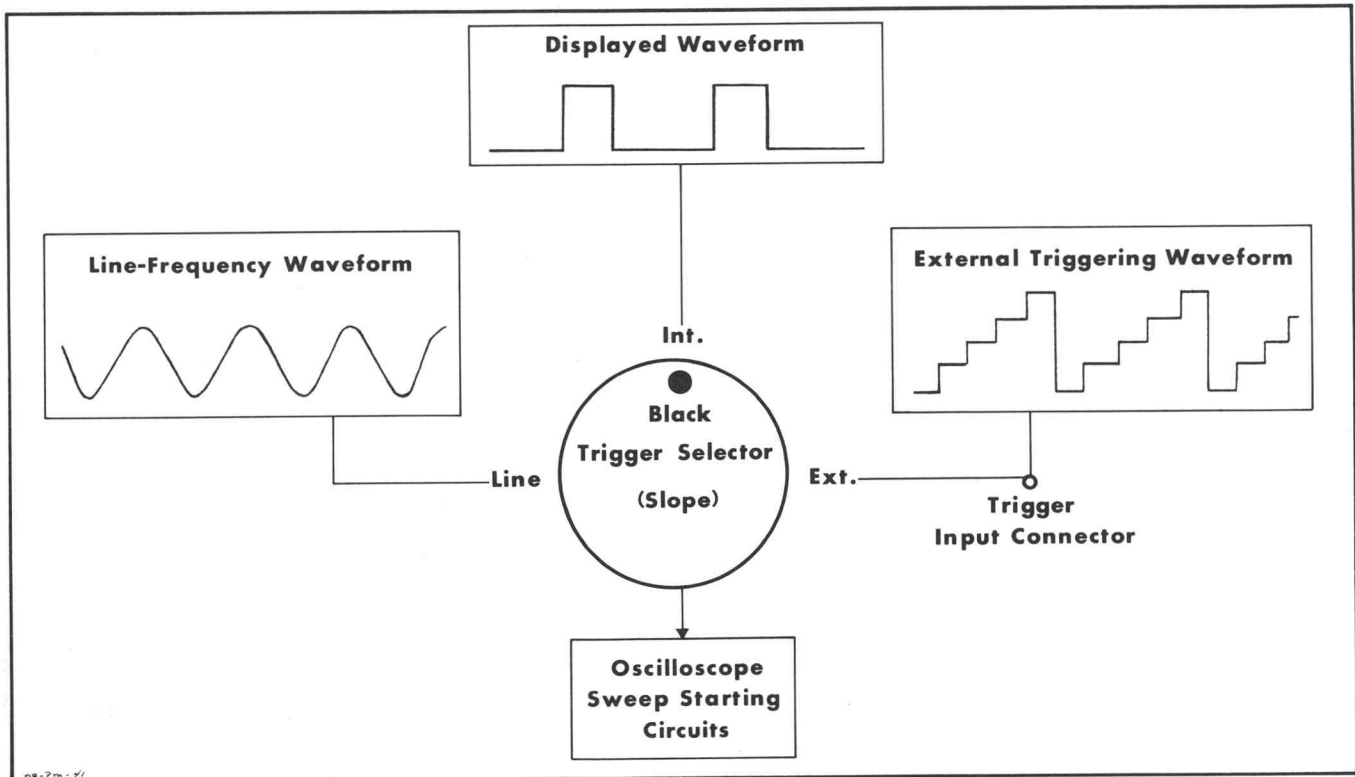 Displayed Waveform
Line-Frequency Waveform
External Triggering Waveform
Int.
Black
Trigger Selector
(Slope)
Line
Ext.
Trigger
Input Connector
Oscilloscope
Sweep Starting
Circuits